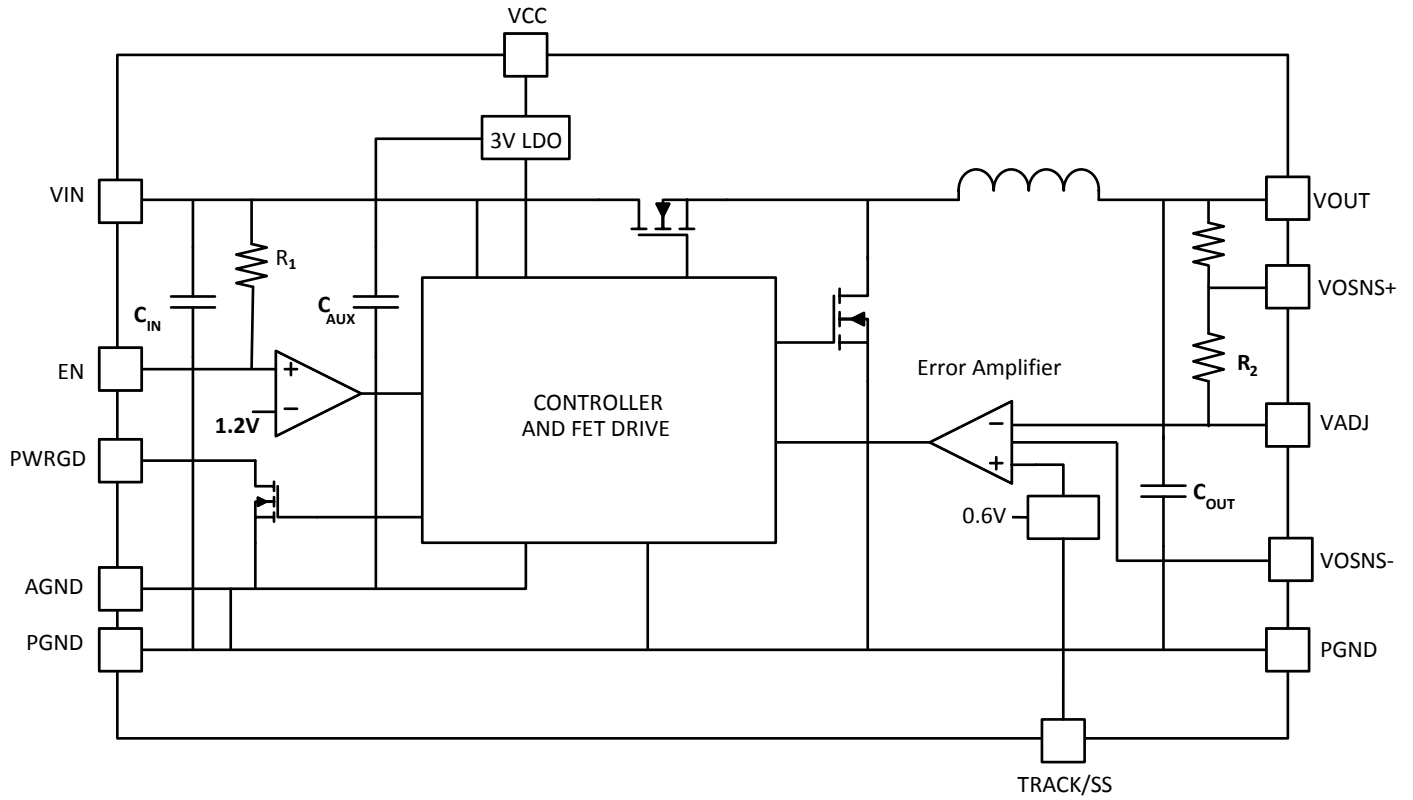 VCC
3V LDO
VIN
VOUT
R1
VOSNS+
CIN
CAUX
EN
Error Amplifier
R2
+
−
1.2V
CONTROLLER
AND FET DRIVE
−
VADJ
PWRGD
+
COUT
0.6V
VOSNS-
AGND
PGND
PGND
TRACK/SS